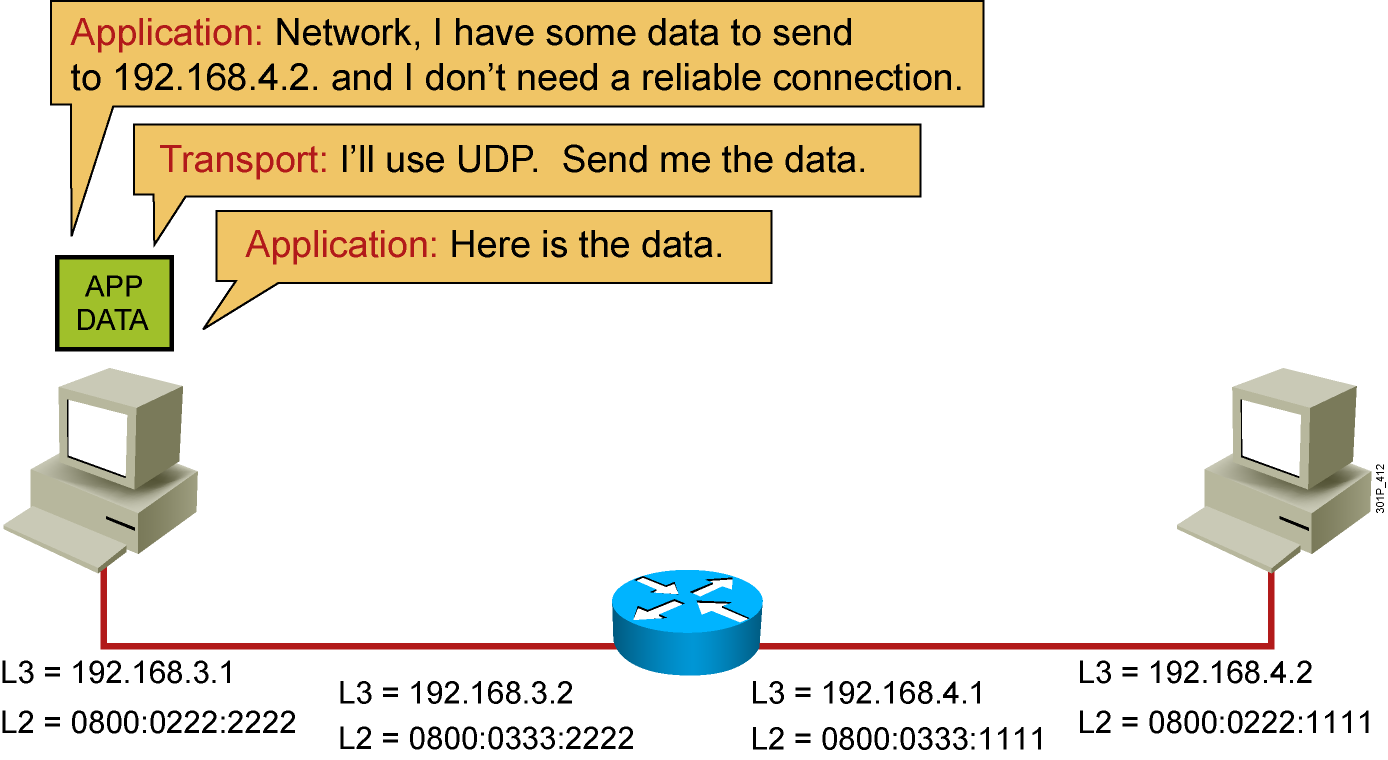 Application: Network, I have some data to send
to 192.168.4.2. and I don’t need a reliable connection.
Transport: I’ll use UDP.  Send me the data.
Application: Here is the data.
APP
DATA
301P_412
L3 = 192.168.3.1
L2 = 0800:0222:2222
L3 = 192.168.3.2
L2 = 0800:0333:2222
L3 = 192.168.4.1
L2 = 0800:0333:1111
L3 = 192.168.4.2
L2 = 0800:0222:1111